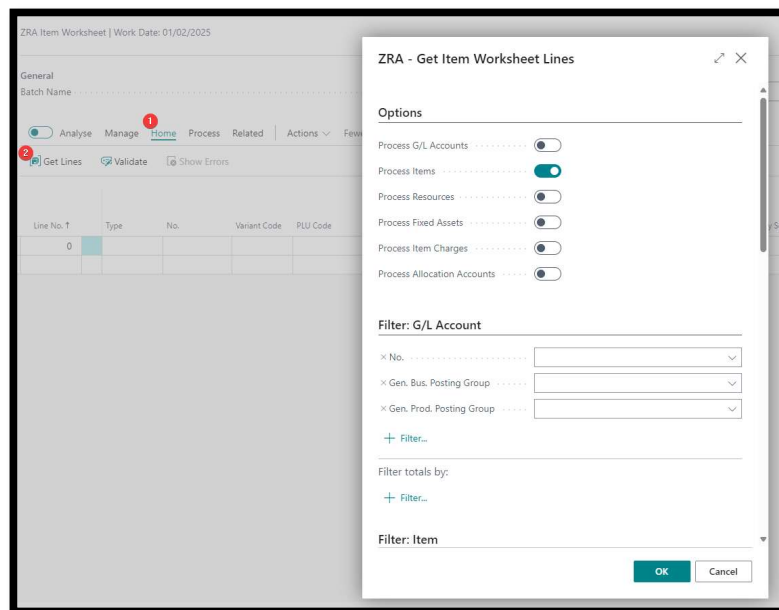 ZRA Item Worksheet | Work Date: 01/02/2025
General
Batch Name
1
Analyse Manage Home Process Related Actions
2
Get Lines Validate Show Errors
Line No. ↑ Type No. Variant Code PLU Code
0
ZRA - Get Item Worksheet Lines
Options
Process G/L Accounts
Process Items
Process Resources
Process Fixed Assets
Process Item Charges
Process Allocation Accounts
Filter: G/L Account
× No.
× Gen. Bus. Posting Group
× Gen. Prod. Posting Group
+ Filter...
Filter totals by:
+ Filter...
Filter: Item
OK Cancel